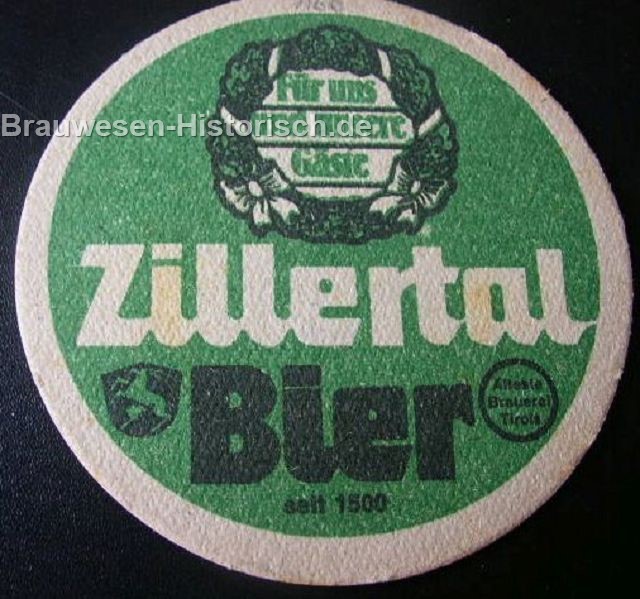 Für uns
Gäste
Brauwesen-Historisch.de
Zillertal
Bier
Älteste
Brauerei
Tirols
seit 1500